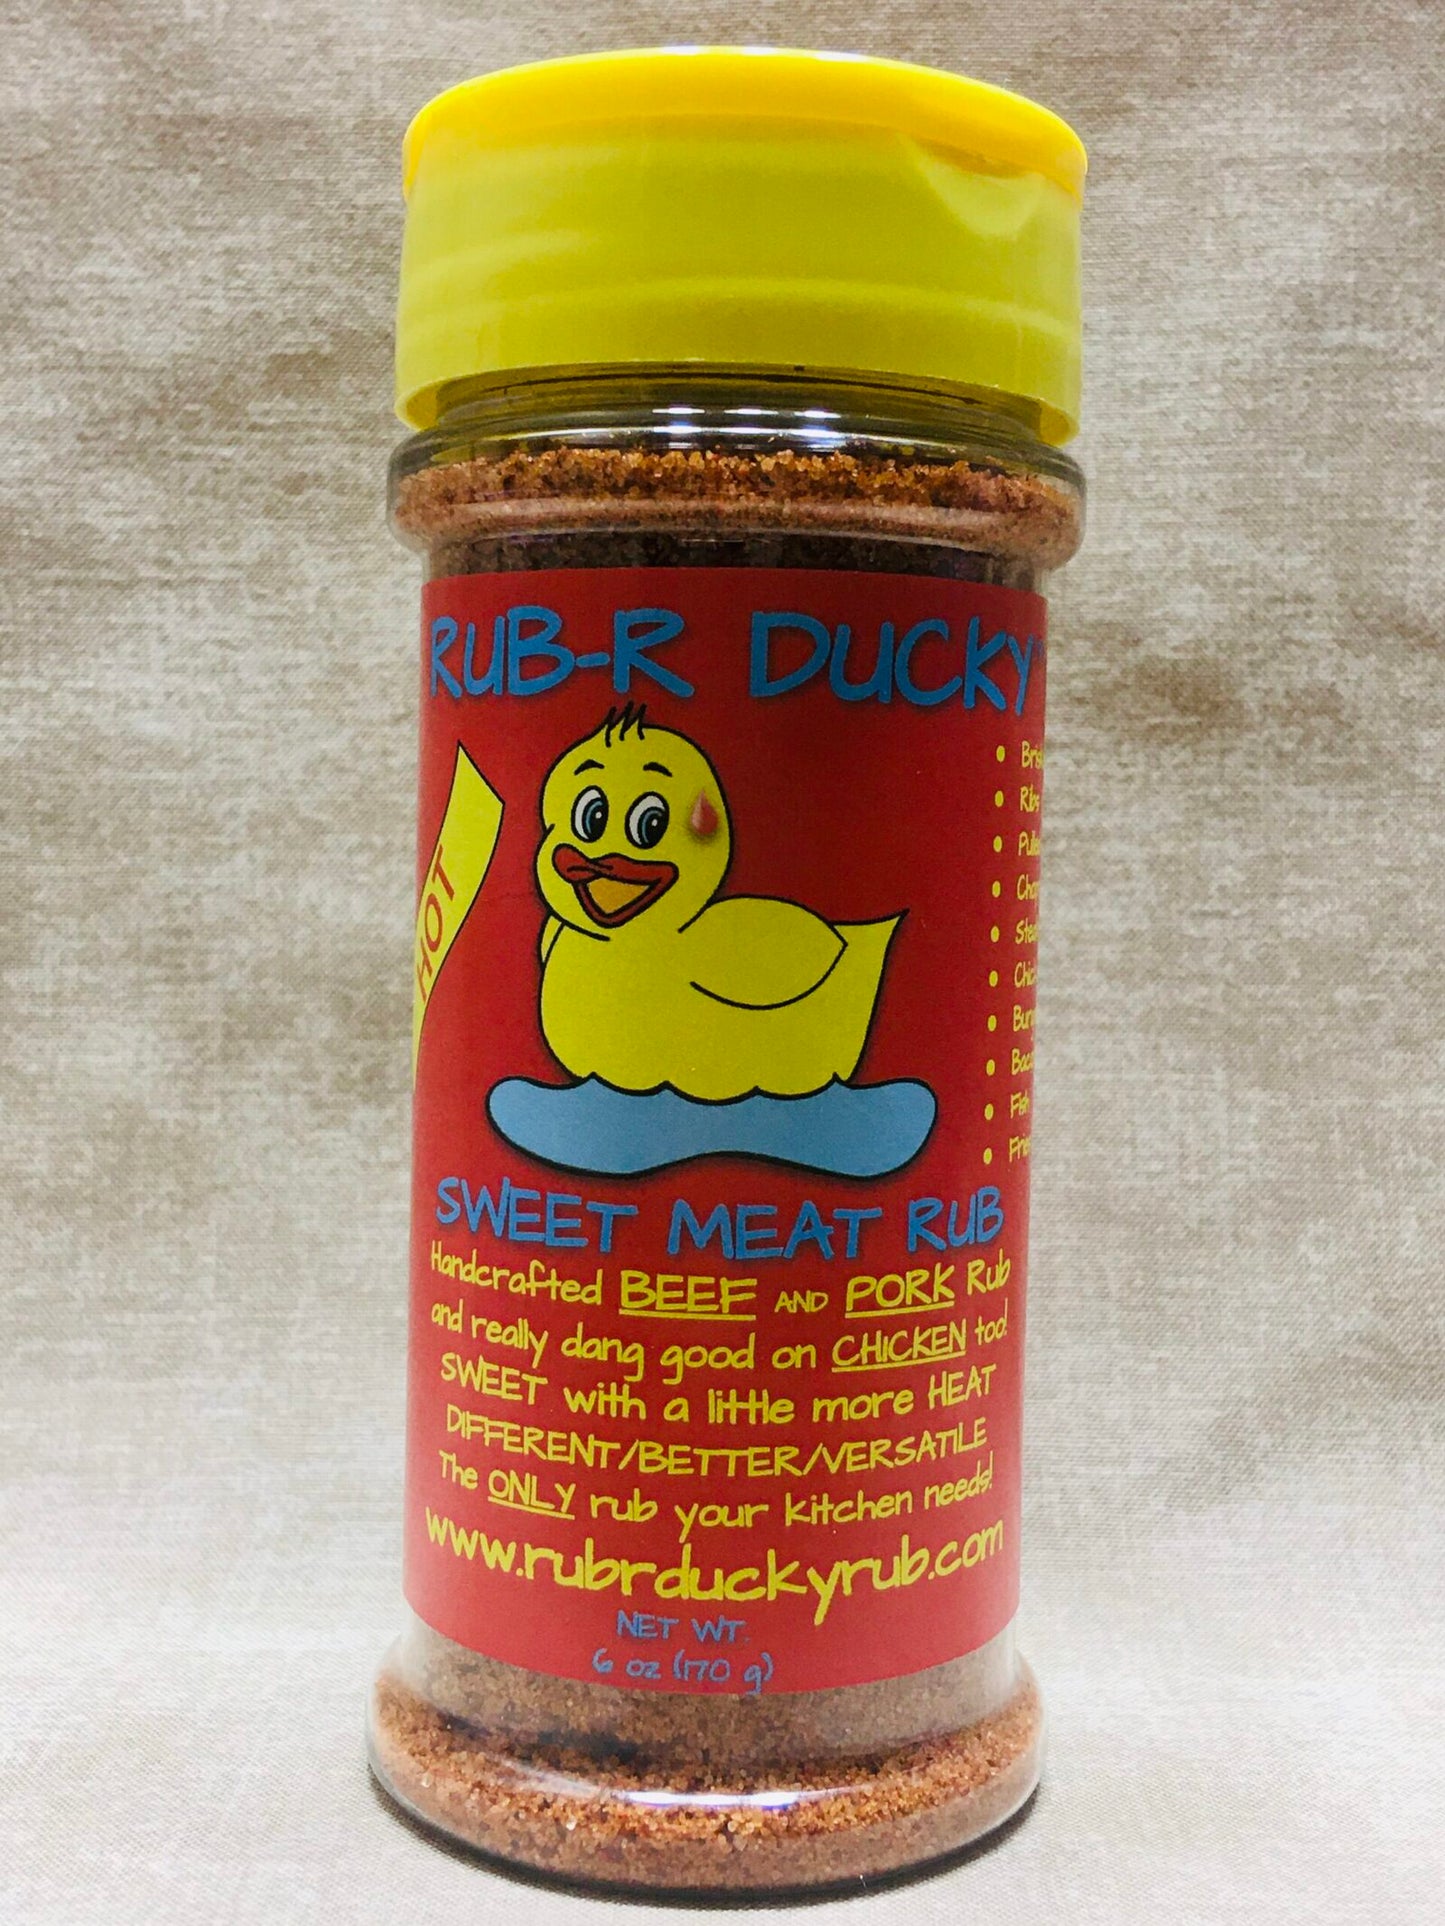 RUB-R DUCKY™
HOT
Ribs
Fish
SWEET MEAT RUB
Handcrafted BEEF AND PORK Rub
and really dang good on CHICKEN too!
SWEET with a little more HEAT
DIFFERENT/BETTER/VERSATILE
The ONLY rub your kitchen needs!
www.rubrduckyrub.com
NET WT.
6 oz (170 g)